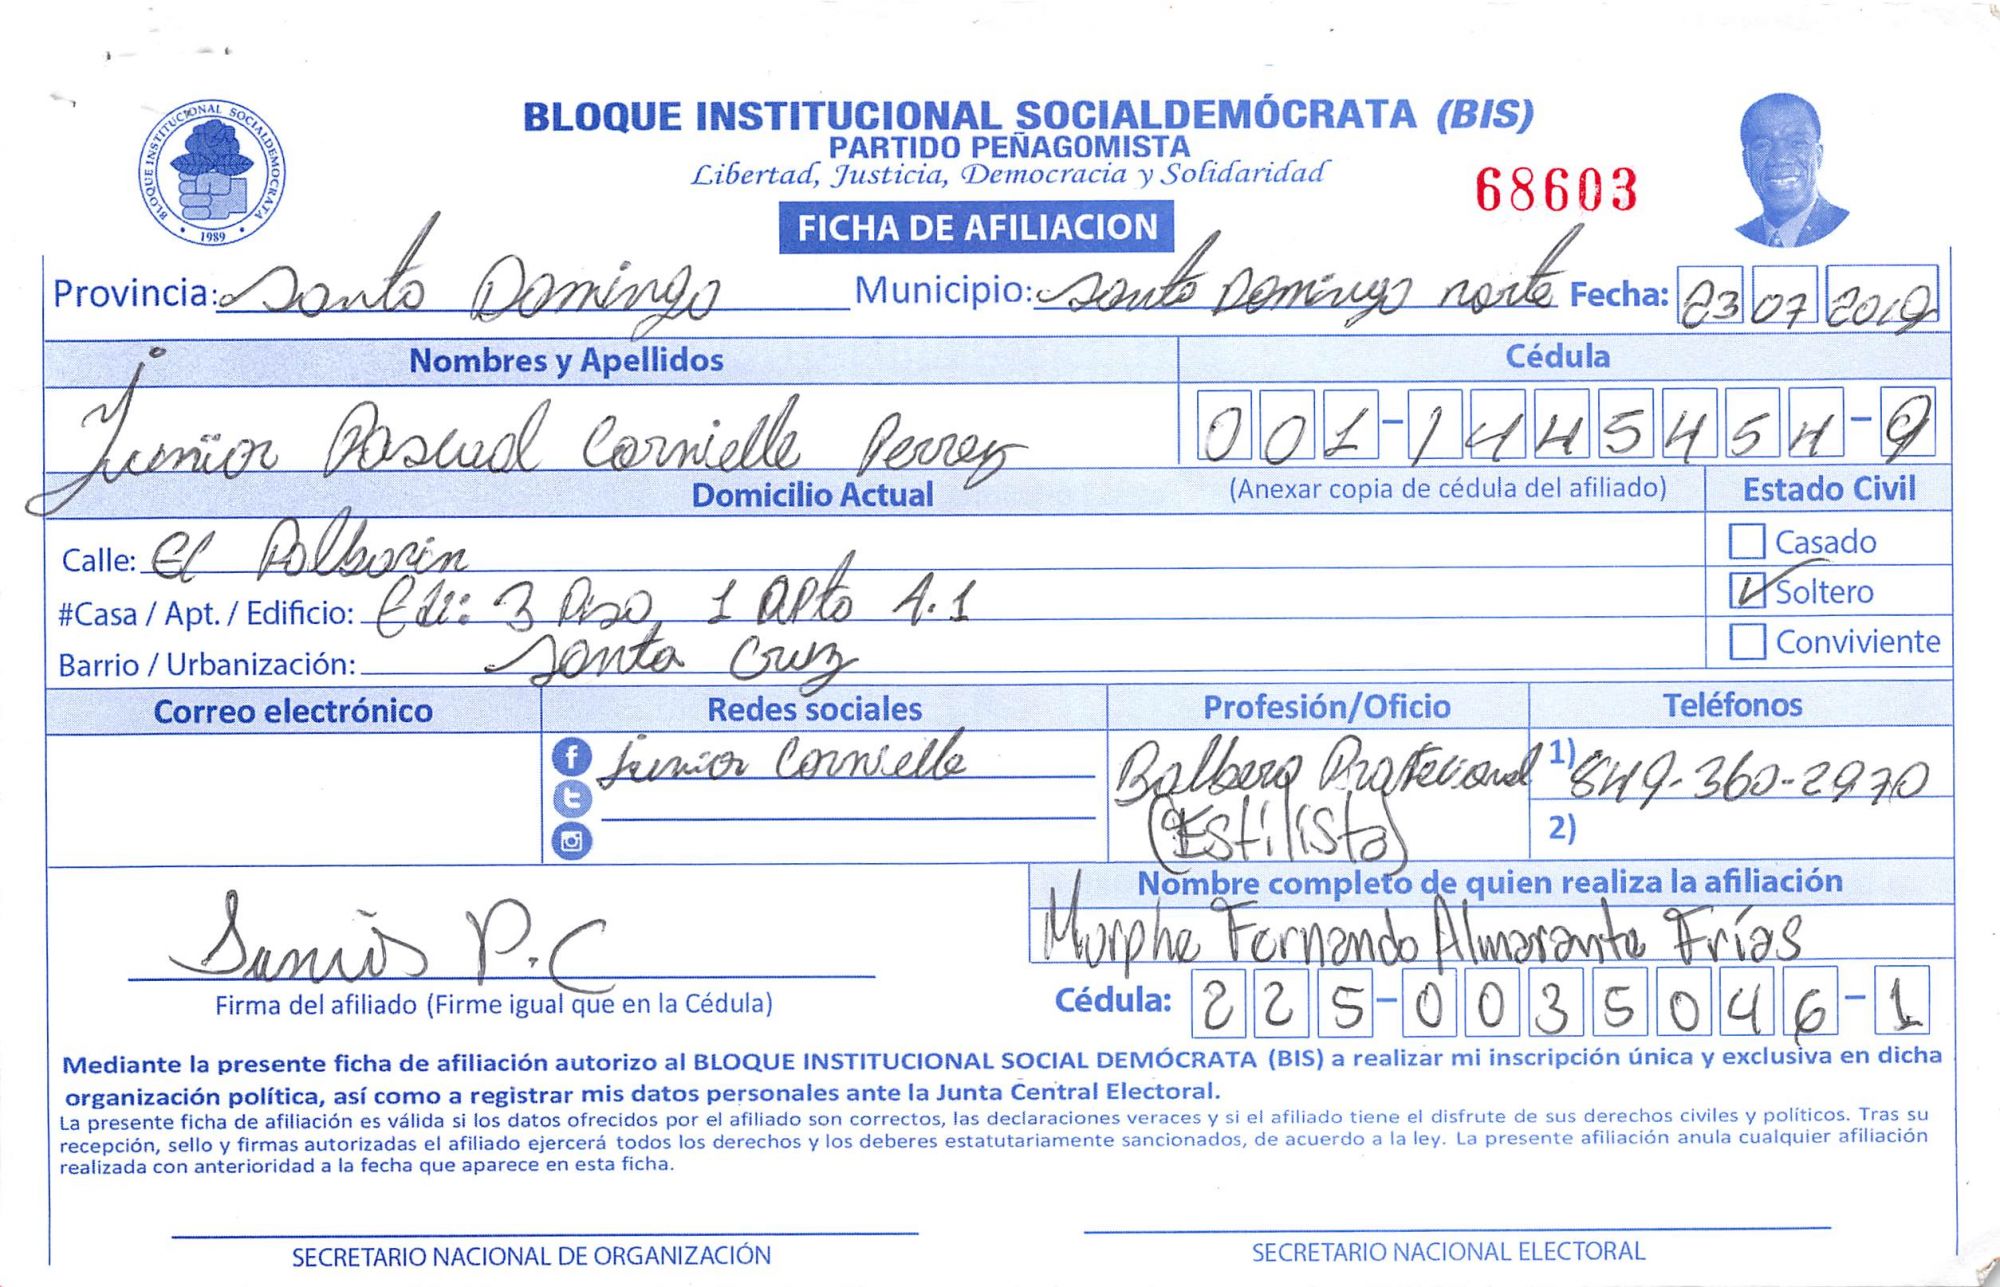 BLOQUE INSTITUCIONAL SOCIALDEMOCRATA
1989
BLOQUE INSTITUCIONAL SOCIALDEMÓCRATA (BIS)
PARTIDO PEÑAGOMISTA
Libertad, Justicia, Democracia y Solidaridad
68603
FICHA DE AFILIACION
Provincia: Santo Domingo Municipio: Santo Domingo norte Fecha: 23 07 2019
Nombres y Apellidos Cédula
Junior Pascual Cornielle Perrez 001-1445454-9
Domicilio Actual (Anexar copia de cédula del afiliado) Estado Civil
Calle: El Polborin Casado
#Casa / Apt. / Edificio: Edi: 3 Piso 1 Apto A.1 Soltero
Barrio / Urbanización: Santa Cruz Conviviente
Correo electrónico Redes sociales Profesión/Oficio Teléfonos
Junior Cornielle Balbero Profecional 1) 849-360-2970
(Estilista) 2)
Nombre completo de quien realiza la afiliación
Murphe Fernando Almarante Frías
Junior P.C
Firma del afiliado (Firme igual que en la Cédula) Cédula: 225-0035046-1
Mediante la presente ficha de afiliación autorizo al BLOQUE INSTITUCIONAL SOCIAL DEMÓCRATA (BIS) a realizar mi inscripción única y exclusiva en dicha
organización política, así como a registrar mis datos personales ante la Junta Central Electoral.
La presente ficha de afiliación es válida si los datos ofrecidos por el afiliado son correctos, las declaraciones veraces y si el afiliado tiene el disfrute de sus derechos civiles y políticos. Tras su
recepción, sello y firmas autorizadas el afiliado ejercerá todos los derechos y los deberes estatutariamente sancionados, de acuerdo a la ley. La presente afiliación anula cualquier afiliación
realizada con anterioridad a la fecha que aparece en esta ficha.
SECRETARIO NACIONAL DE ORGANIZACIÓN SECRETARIO NACIONAL ELECTORAL